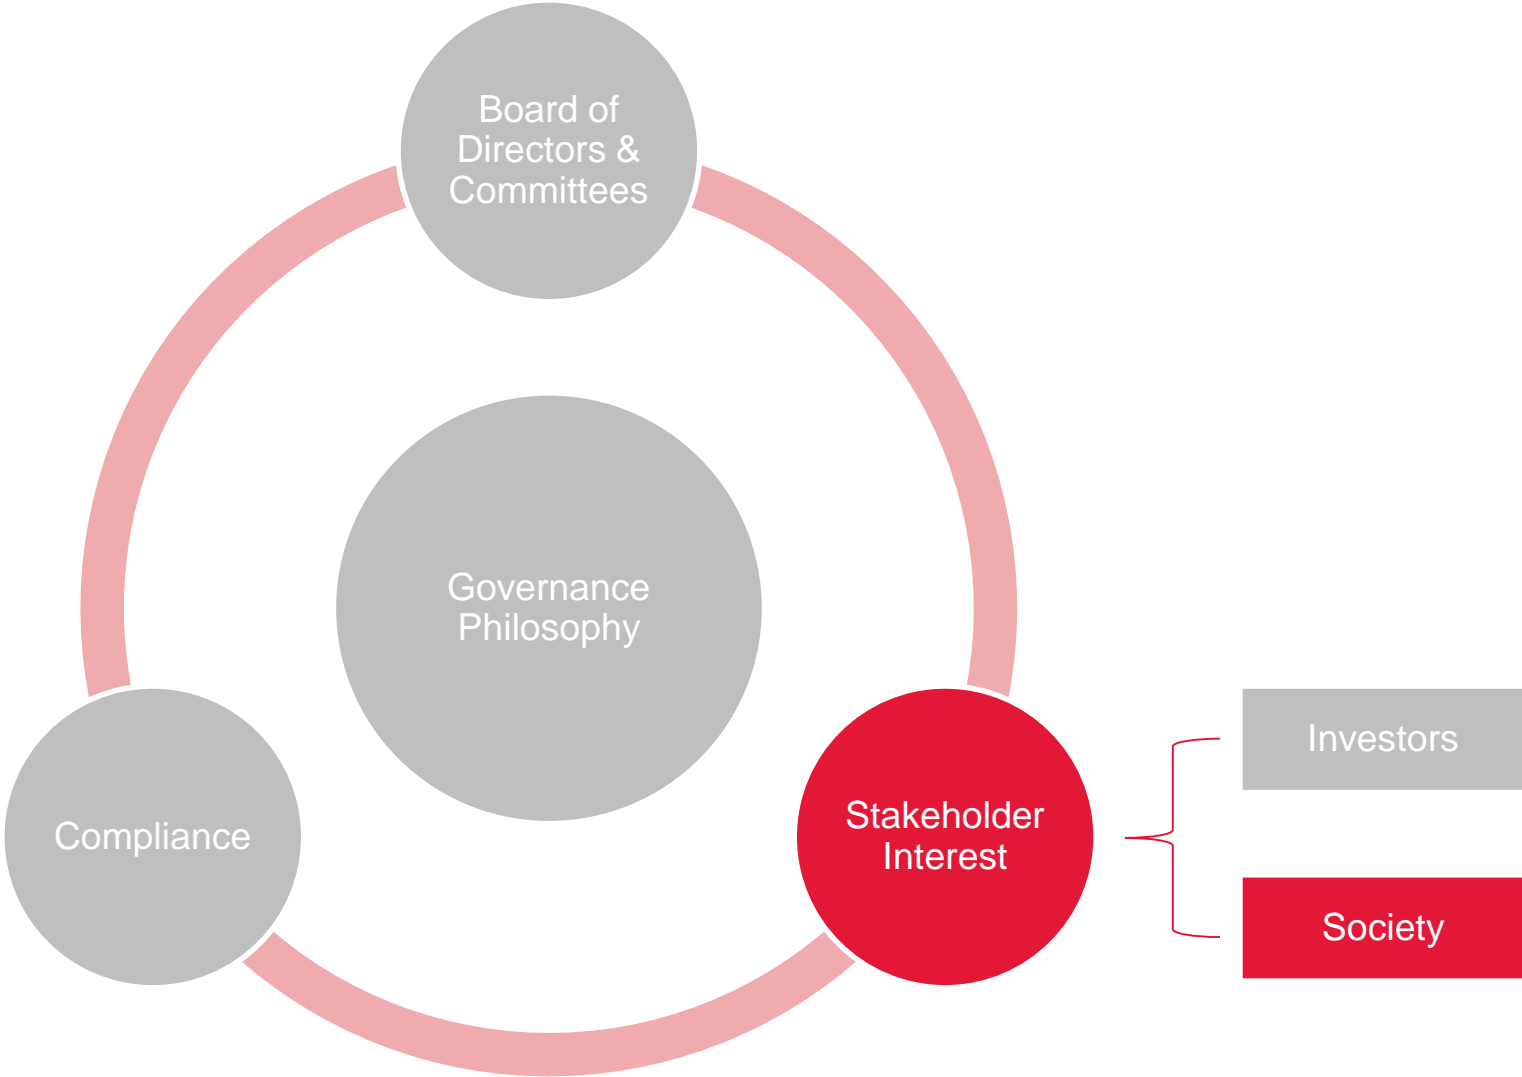 Board of
Directors &
Committees
Governance
Philosophy
Compliance
Stakeholder
Interest
Investors
Society